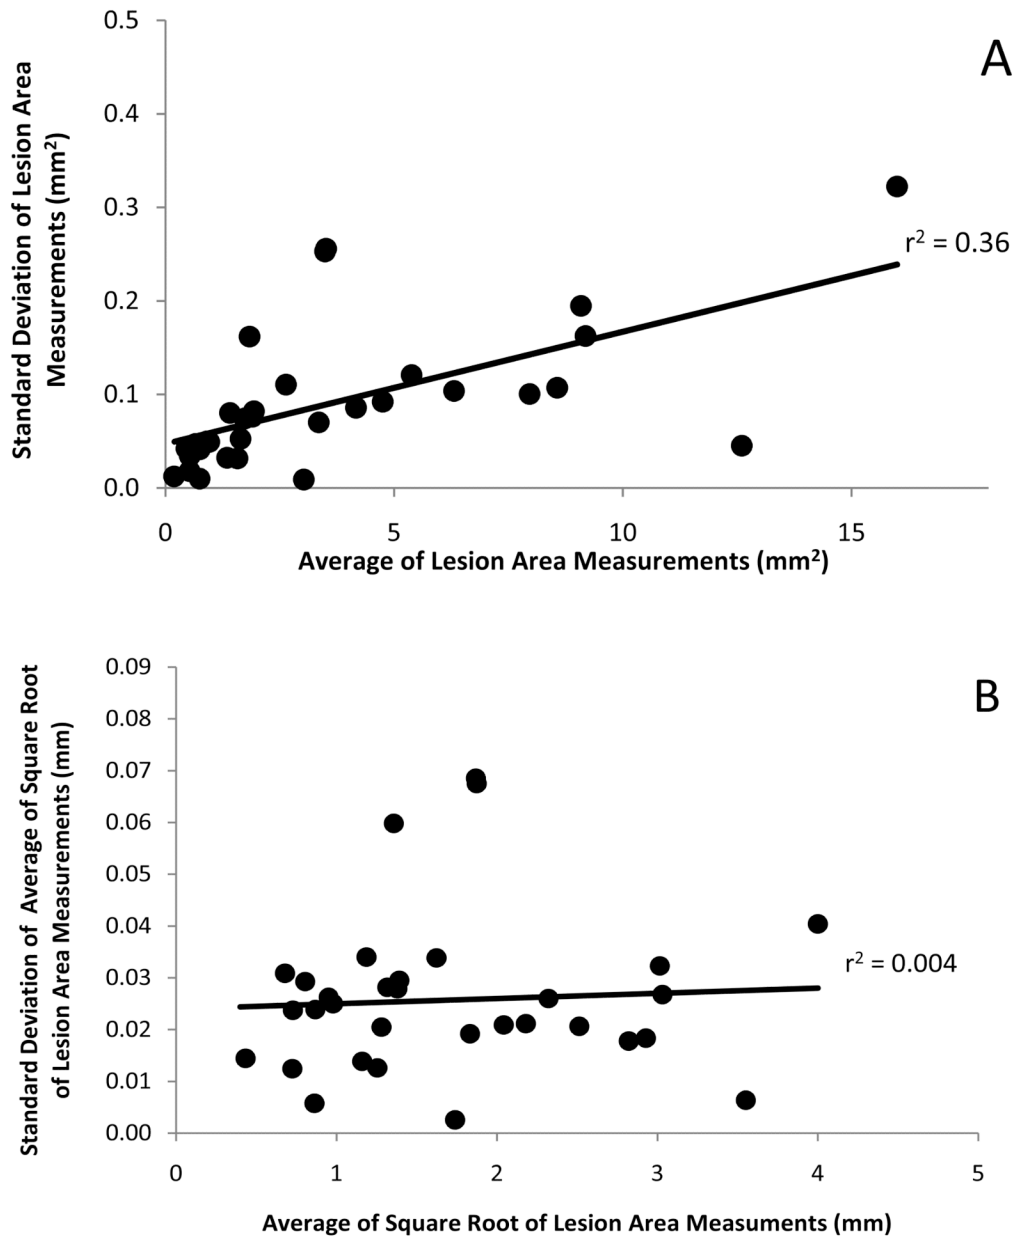 A
Standard Deviation of Lesion Area
Measurements (mm²)
0.5
0.4
0.3
0.2
0.1
0.0
r² = 0.36
0 5 10 15
Average of Lesion Area Measurements (mm²)
B
Standard Deviation of Average of Square Root
of Lesion Area Measurements (mm)
0.09
0.08
0.07
0.06
0.05
0.04
0.03
0.02
0.01
0.00
r² = 0.004
0 1 2 3 4 5
Average of Square Root of Lesion Area Measuments (mm)